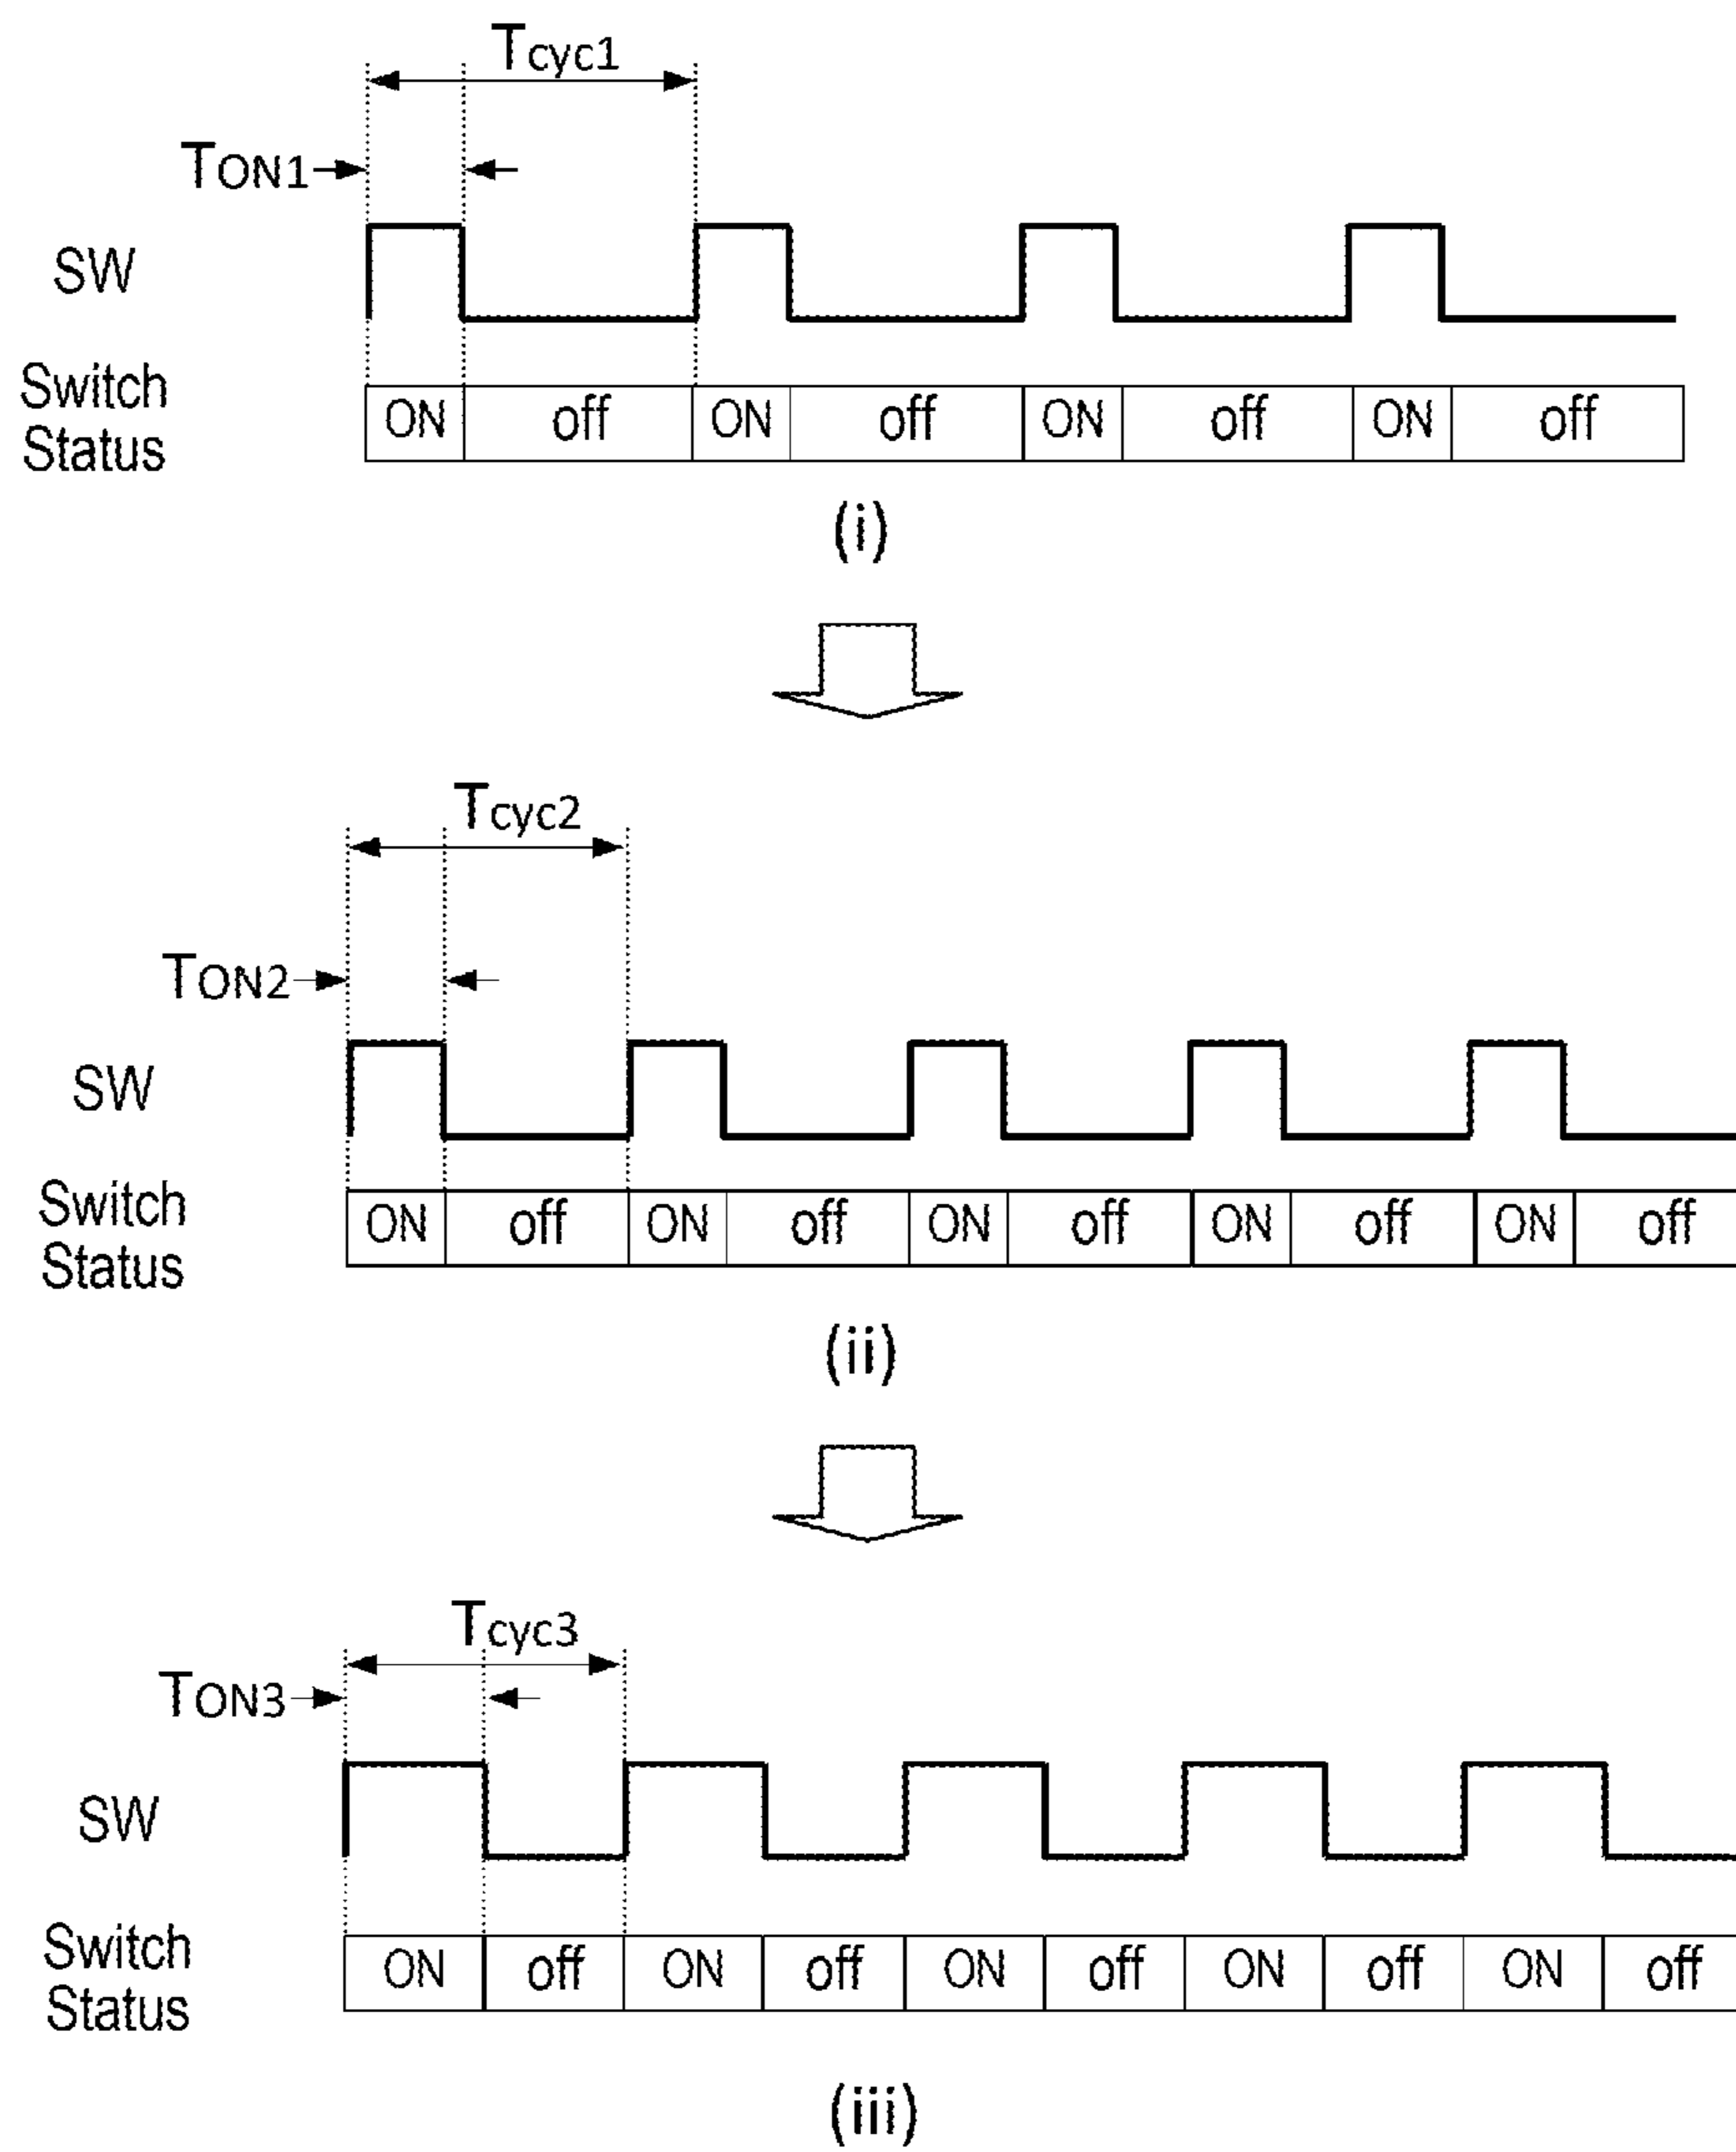 Tcyc1
TON1
SW
Switch
Status
ON off ON off ON off ON off
(i)
Tcyc2
TON2
SW
Switch
Status
ON off ON off ON off ON off ON off
(ii)
Tcyc3
TON3
SW
Switch
Status
ON off ON off ON off ON off ON off
(iii)